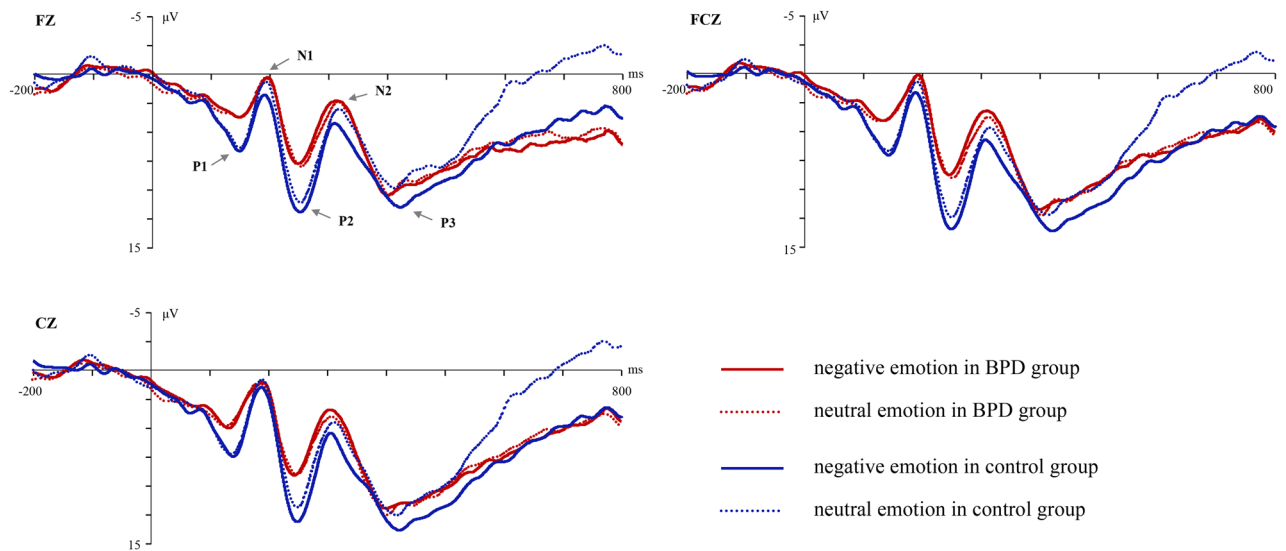 FZ
-5
μV
N1
ms
-200
800
N2
P1
P2
P3
15
FCZ
-5
μV
-200
800
15
CZ
-5
μV
ms
-200
800
15
negative emotion in BPD group
neutral emotion in BPD group
negative emotion in control group
neutral emotion in control group